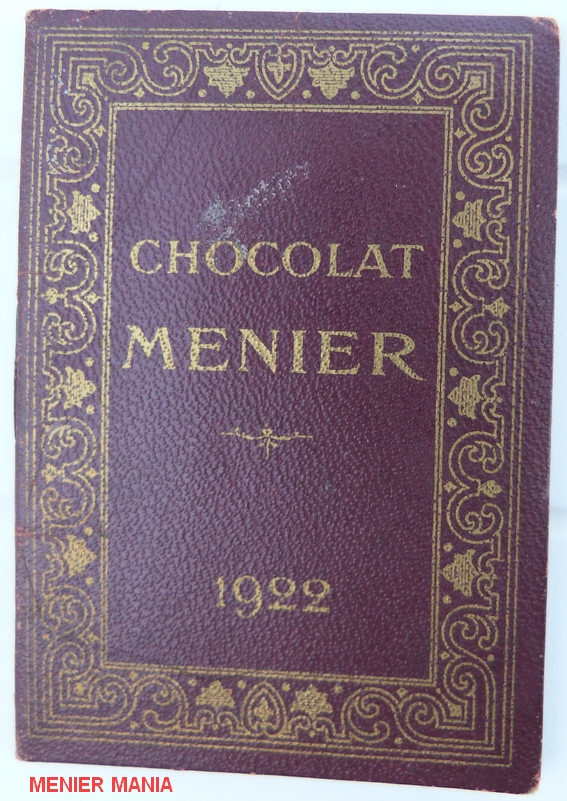 CHOCOLAT
MENIER
1922
MENIER MANIA